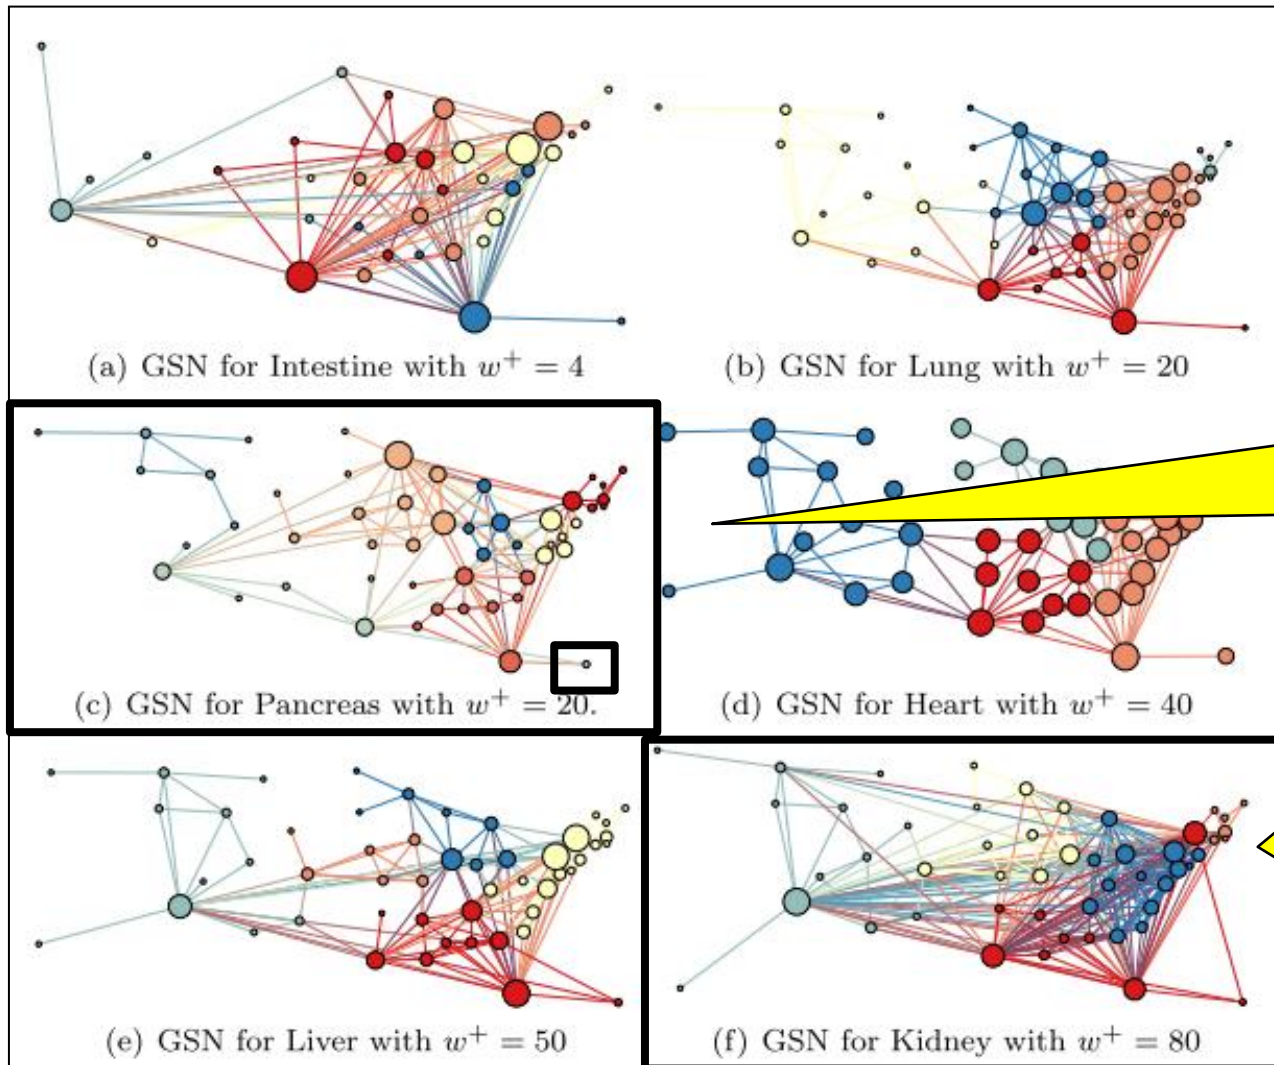 (a) GSN for Intestine with w⁺ = 4
(b) GSN for Lung with w⁺ = 20
(c) GSN for Pancreas with w⁺ = 20.
(d) GSN for Heart with w⁺ = 40
(e) GSN for Liver with w⁺ = 50
(f) GSN for Kidney with w⁺ = 80